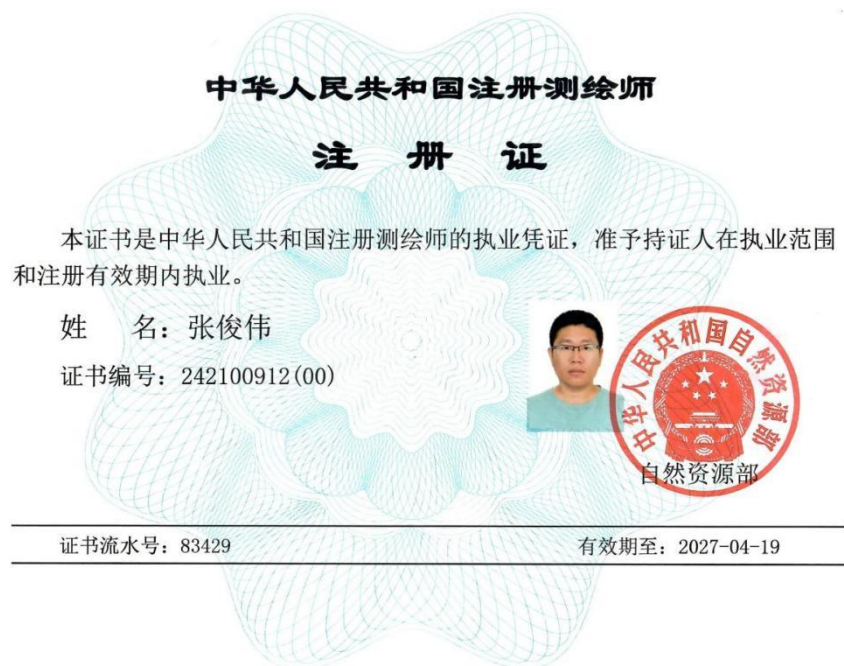 中华人民共和国注册测绘师
注 册 证
本证书是中华人民共和国注册测绘师的执业凭证，准予持证人在执业范围
和注册有效期内执业。
姓 名：张俊伟
证书编号：242100912(00)
中华人民共和国自然资源部
自然资源部
证书流水号：83429 有效期至：2027-04-19